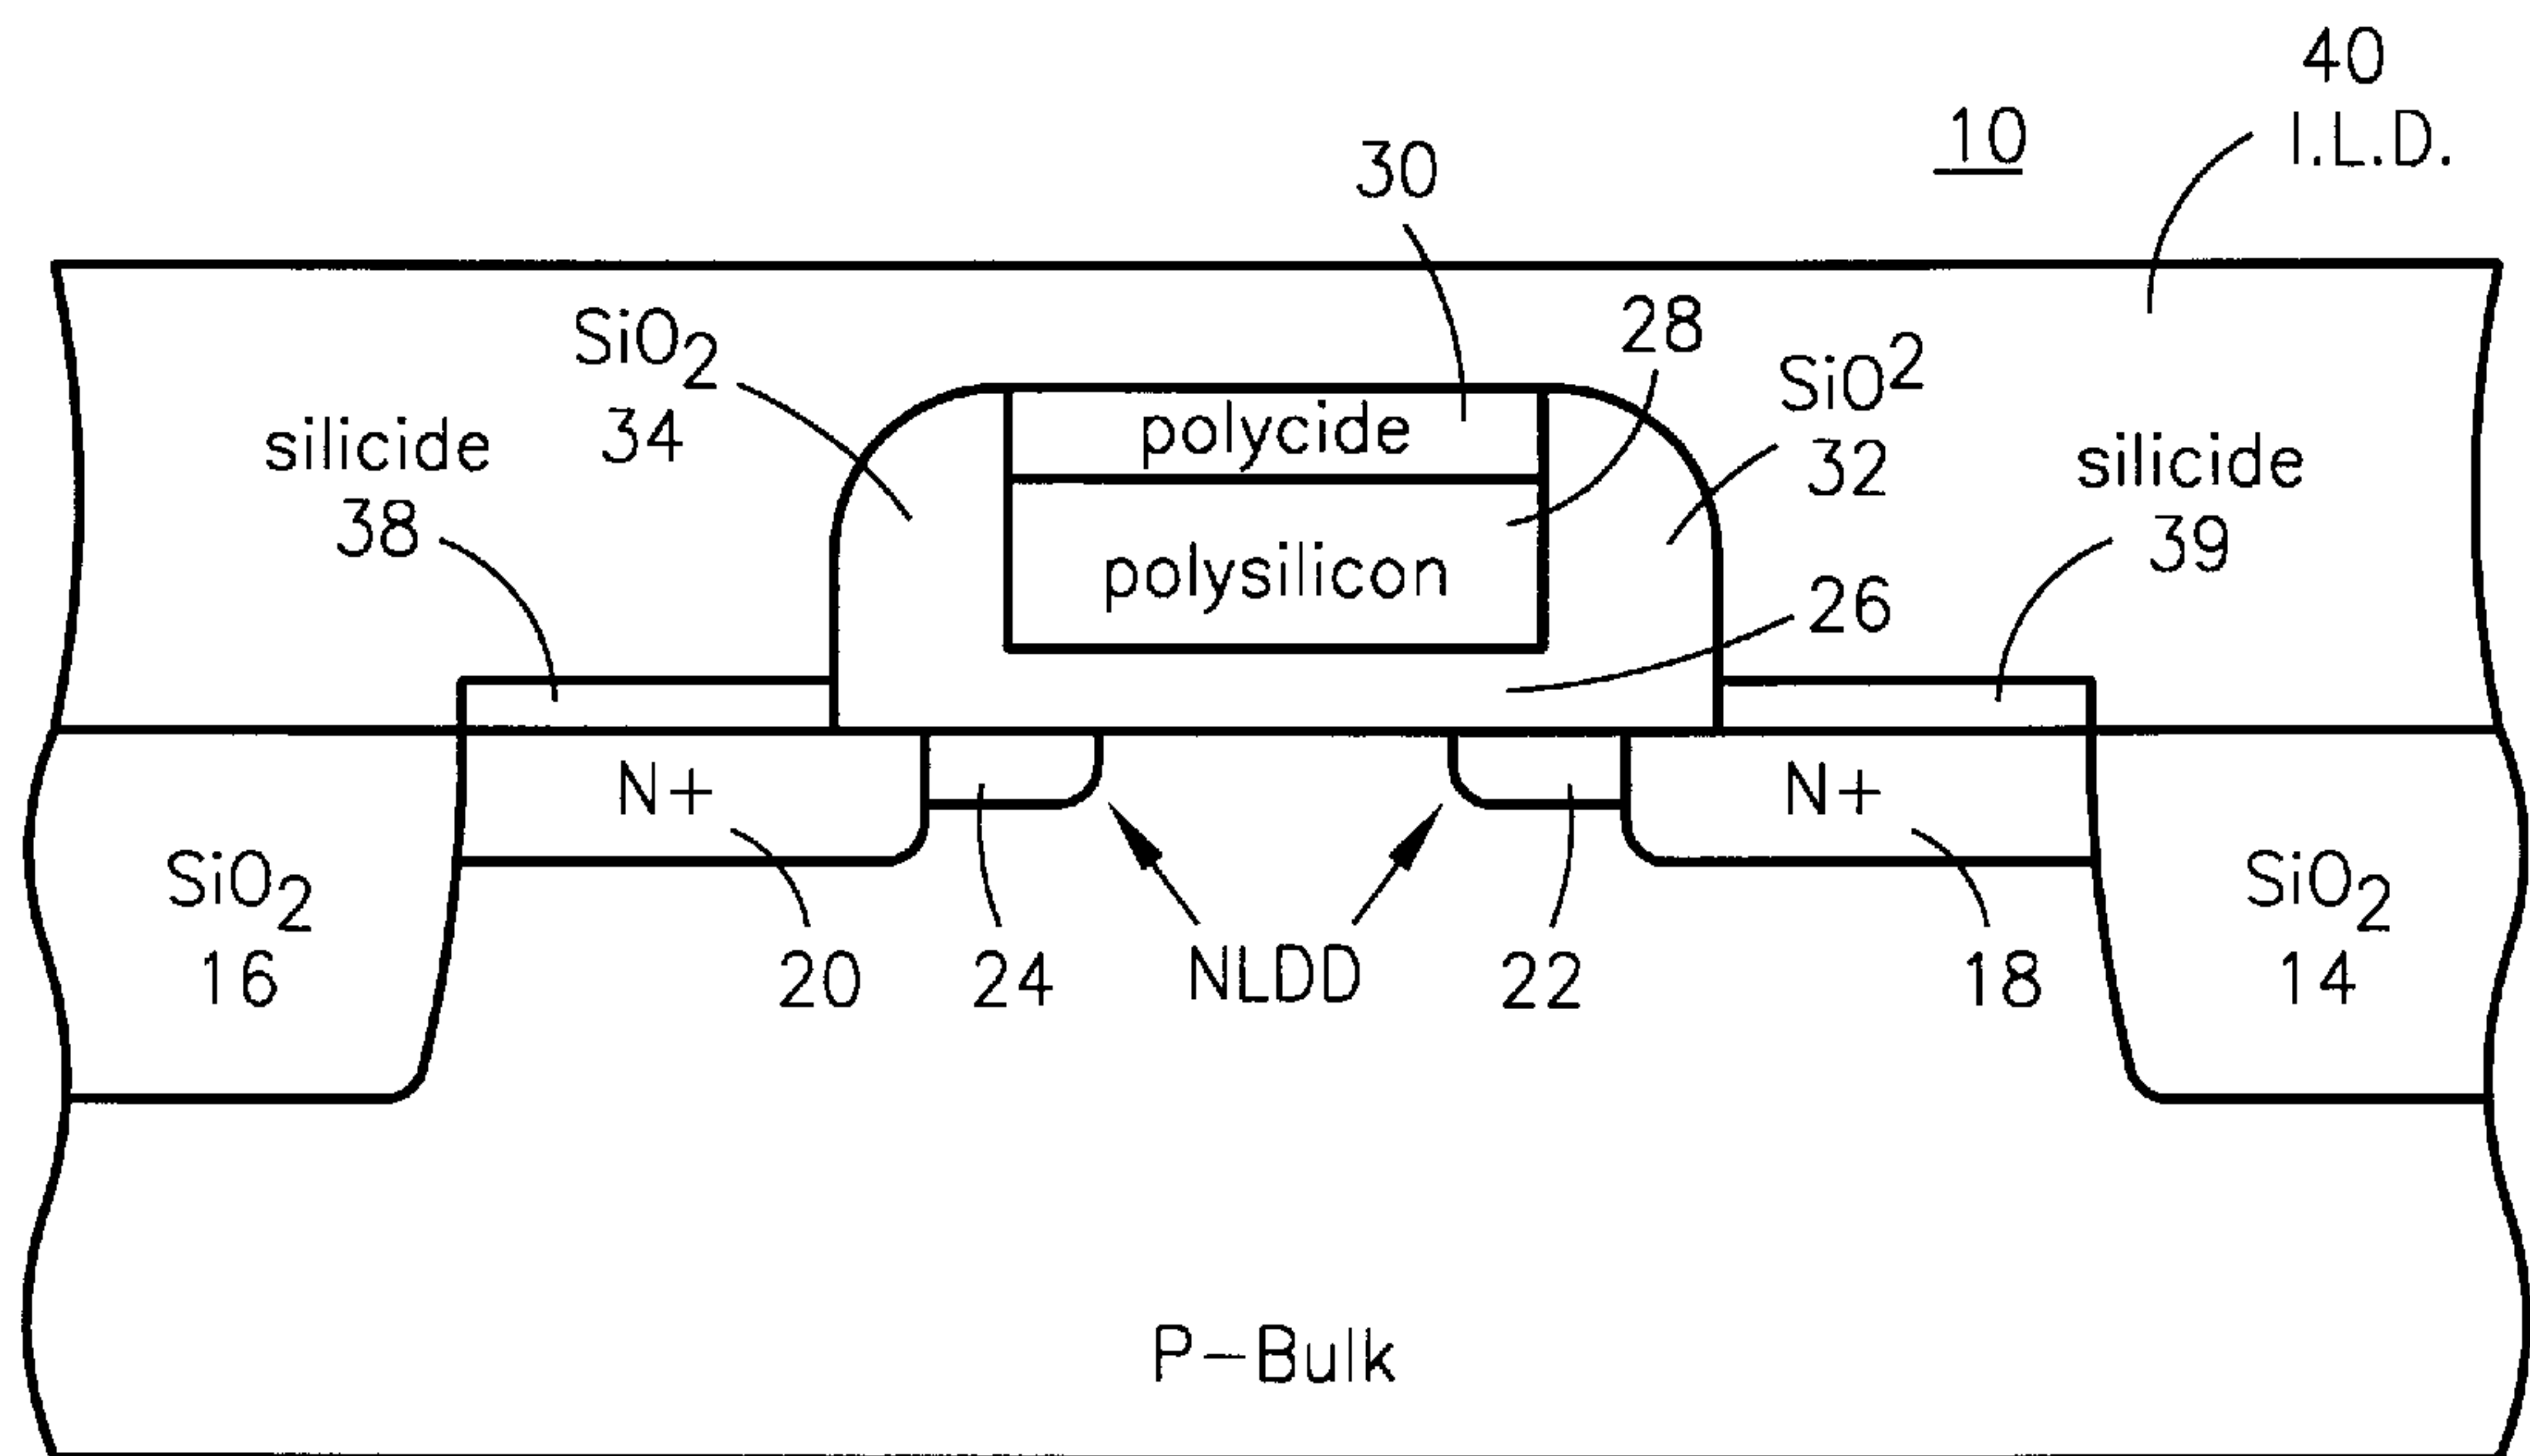 40
I.L.D.
10
30
28
SiO2
34
SiO2
32
polycide
silicide
38
silicide
39
polysilicon
26
N+
N+
SiO2
16
20
24
NLDD
22
18
SiO2
14
P-Bulk